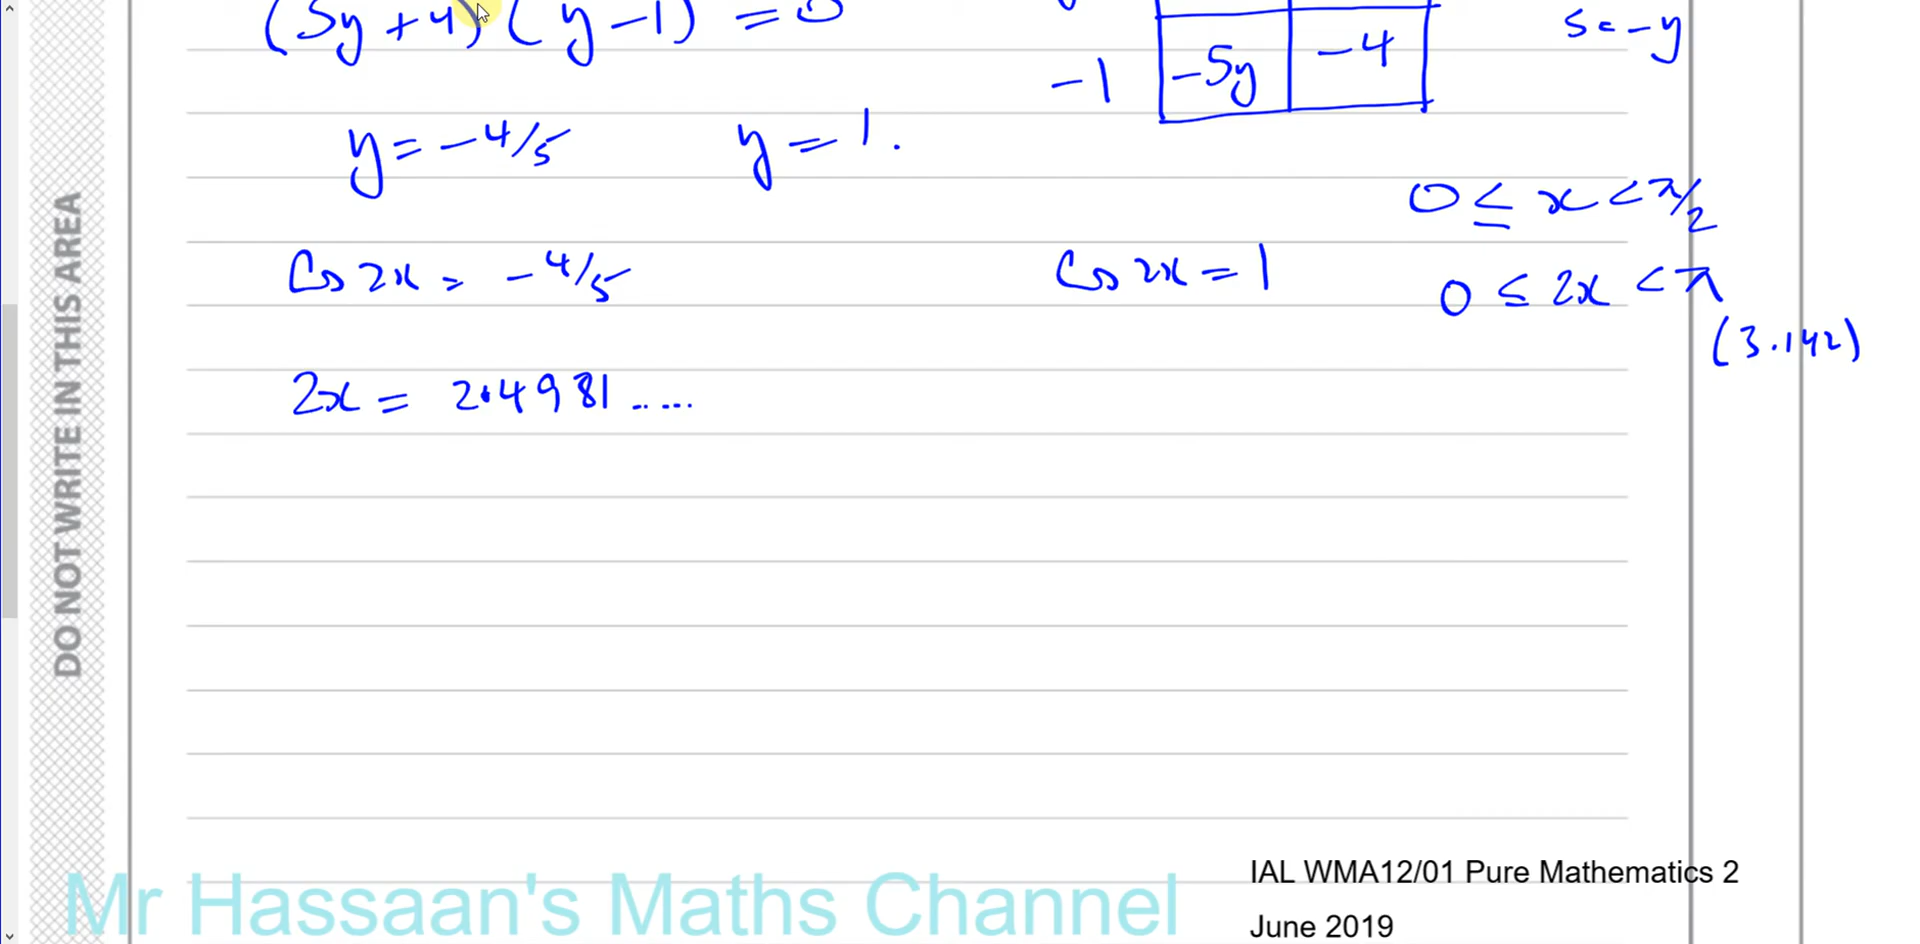 (5y + 4)(y - 1) = 0
-1 -5y -4
5 = -y
y = -4/5 y = 1.
0 ≤ x < π/2
Cos 2x = -4/5 Cos 2x = 1
0 ≤ 2x < π
(3.142)
2x = 2.4981.....
DO NOT WRITE IN THIS AREA
IAL WMA12/01 Pure Mathematics 2
Mr Hassaan's Maths Channel
June 2019